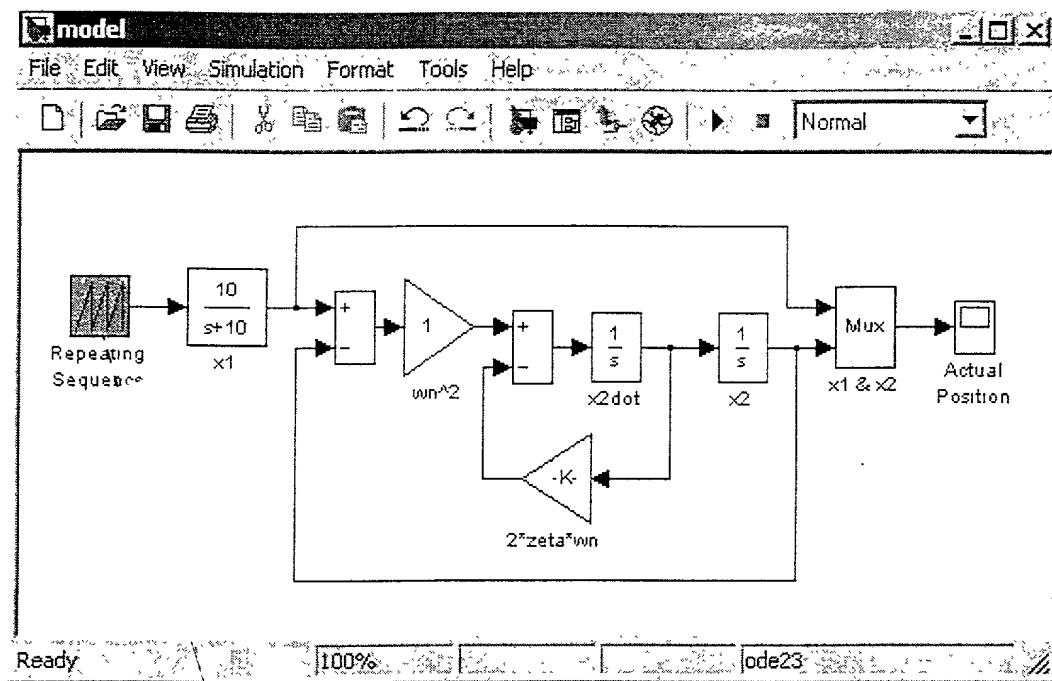 model
File Edit View Simulation Format Tools Help
Normal
Repeating
Sequence
10
s+10
x1
+
−
1
wn^2
+
−
1
s
x2dot
1
s
x2
-K-
2*zeta*wn
Mux
x1 & x2
Actual
Position
Ready
100%
ode23